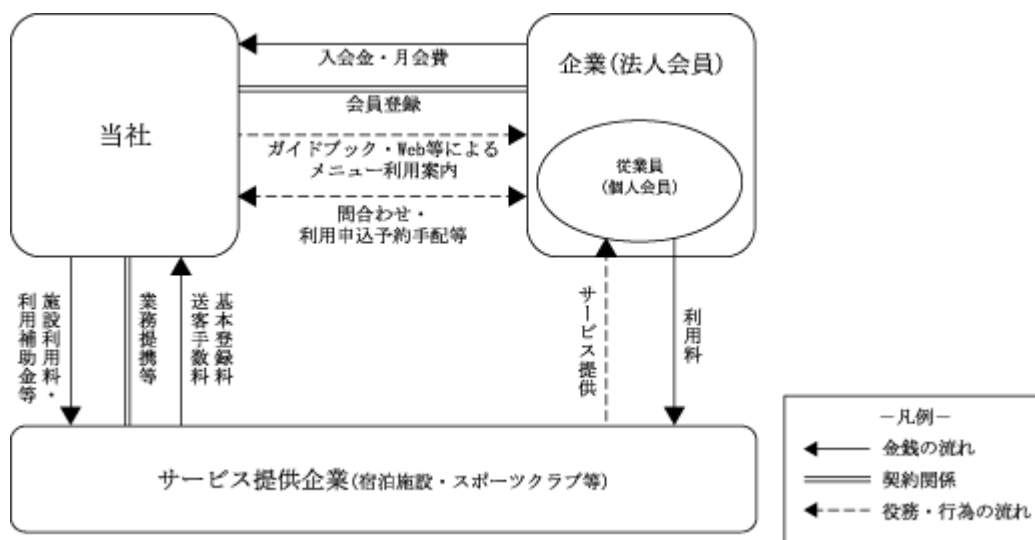 当社
入会金・月会費
会員登録
ガイドブック・Web等による
メニュー利用案内
問合わせ・
利用申込予約手配等
企業(法人会員)
従業員
(個人会員)
施設利用料・
利用補助金等
業務提携等
基本登録料
送客手数料
サービス提供
利用料
サービス提供企業(宿泊施設・スポーツクラブ等)
－凡例－
金銭の流れ
契約関係
役務・行為の流れ